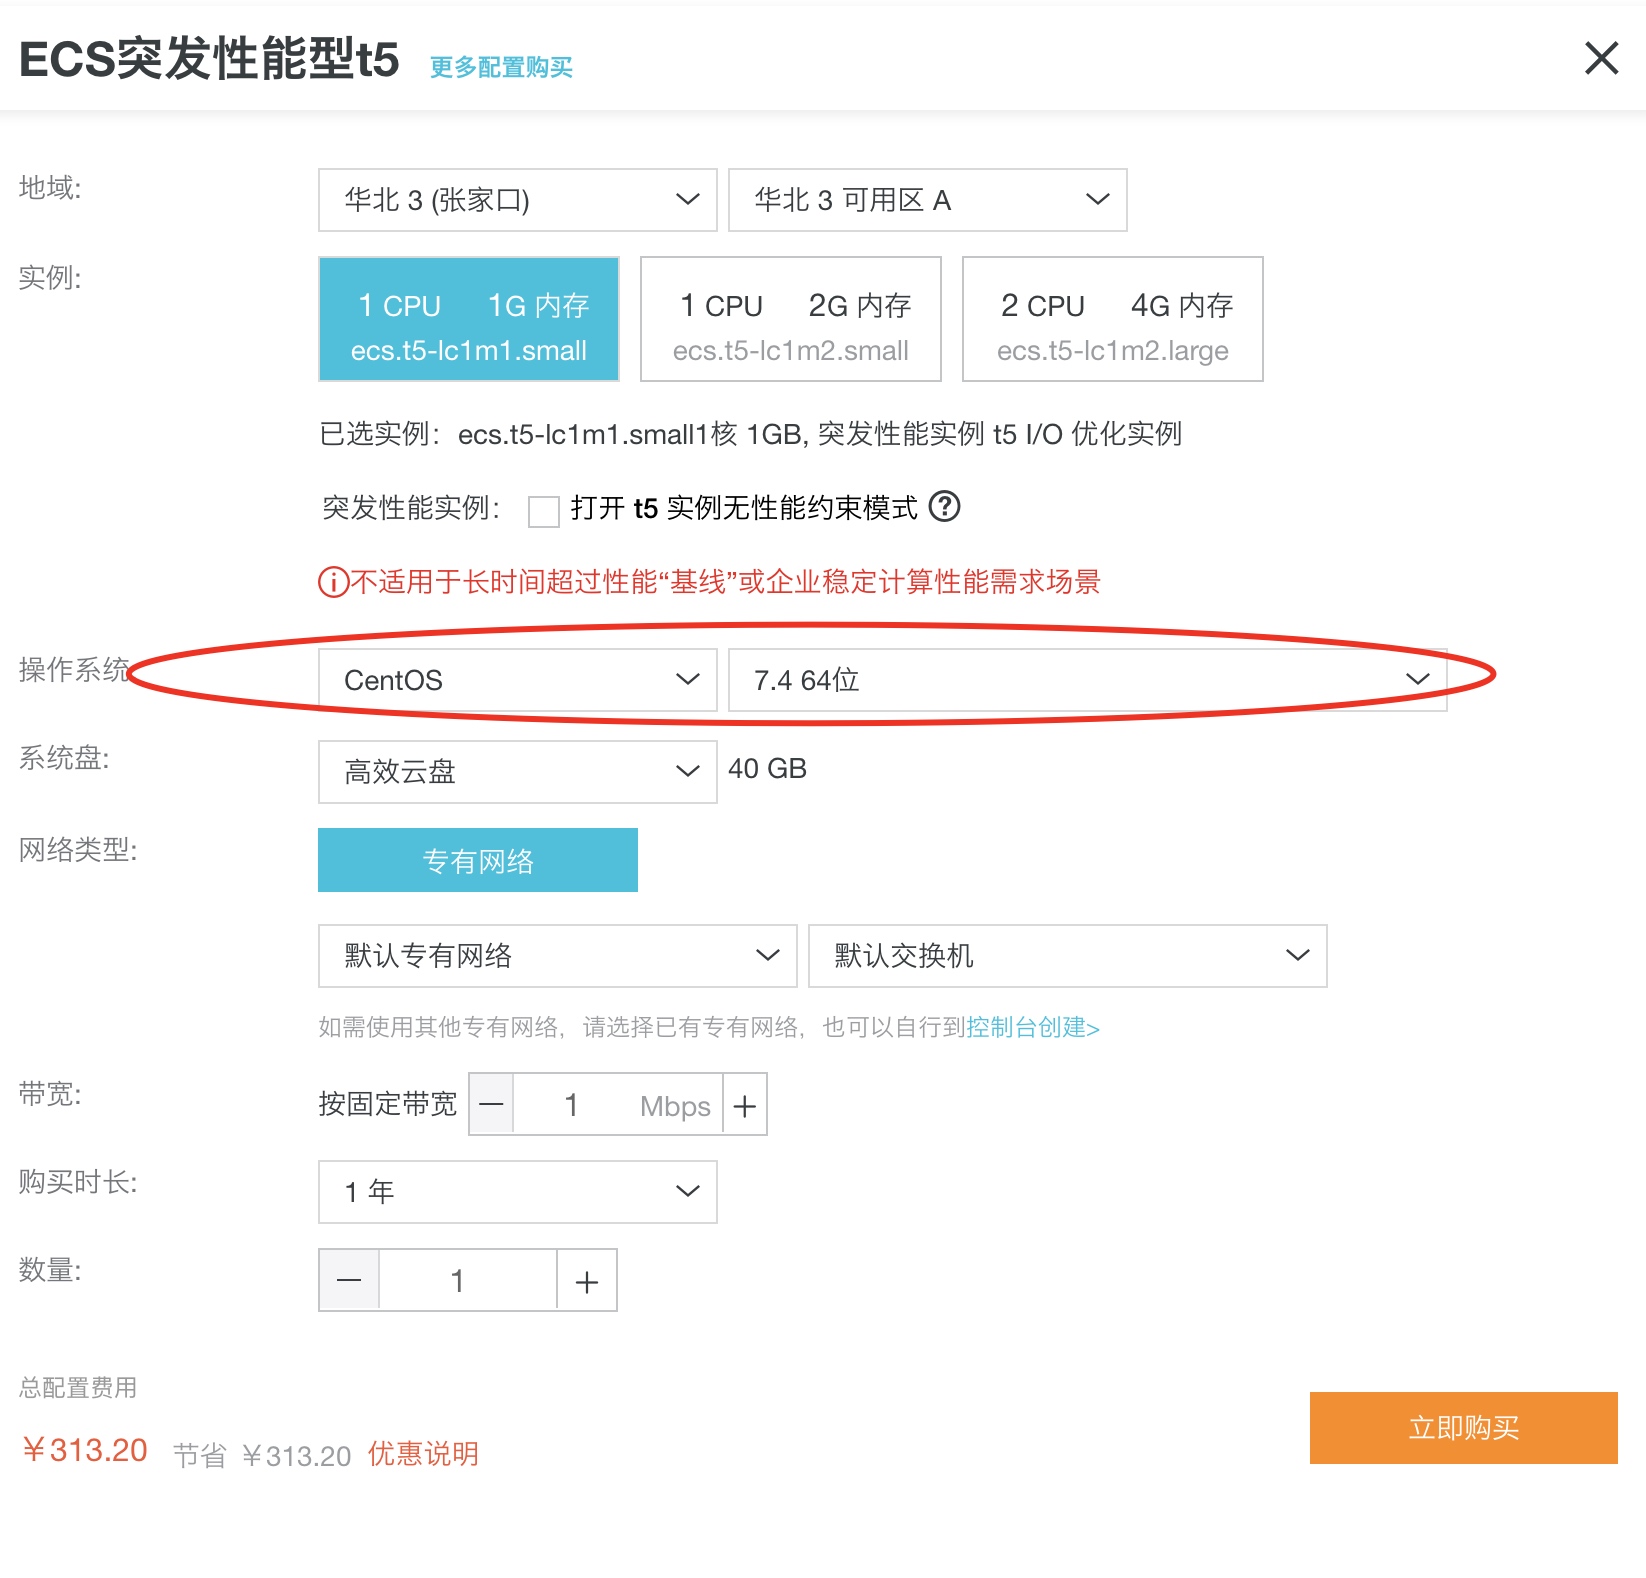 ECS突发性能型t5 更多配置购买
地域: 华北 3 (张家口) 华北 3 可用区 A
实例: 1 CPU 1G 内存 1 CPU 2G 内存 2 CPU 4G 内存
ecs.t5-lc1m1.small ecs.t5-lc1m2.small ecs.t5-lc1m2.large
已选实例：ecs.t5-lc1m1.small1核 1GB, 突发性能实例 t5 I/O 优化实例
突发性能实例： 打开 t5 实例无性能约束模式 ?
不适用于长时间超过性能“基线”或企业稳定计算性能需求场景
操作系统 CentOS 7.4 64位
系统盘: 高效云盘 40 GB
网络类型: 专有网络
默认专有网络 默认交换机
如需使用其他专有网络，请选择已有专有网络，也可以自行到控制台创建>
带宽: 按固定带宽 — 1 Mbps +
购买时长: 1 年
数量: — 1 +
总配置费用
￥313.20 节省 ￥313.20 优惠说明 立即购买